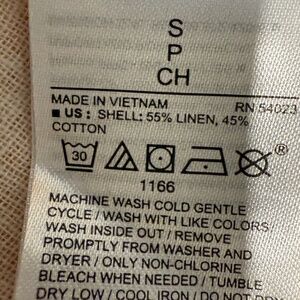 S
P
CH
MADE IN VIETNAM RN 54023
■ US : SHELL: 55% LINEN, 45%
COTTON
30 ®
1166
MACHINE WASH COLD GENTLE
CYCLE / WASH WITH LIKE COLORS
WASH INSIDE OUT / REMOVE
PROMPTLY FROM WASHER AND
DRYER / ONLY NON-CHLORINE
BLEACH WHEN NEEDED / TUMBLE
DRY LOW / COOL IRON / DO NOT